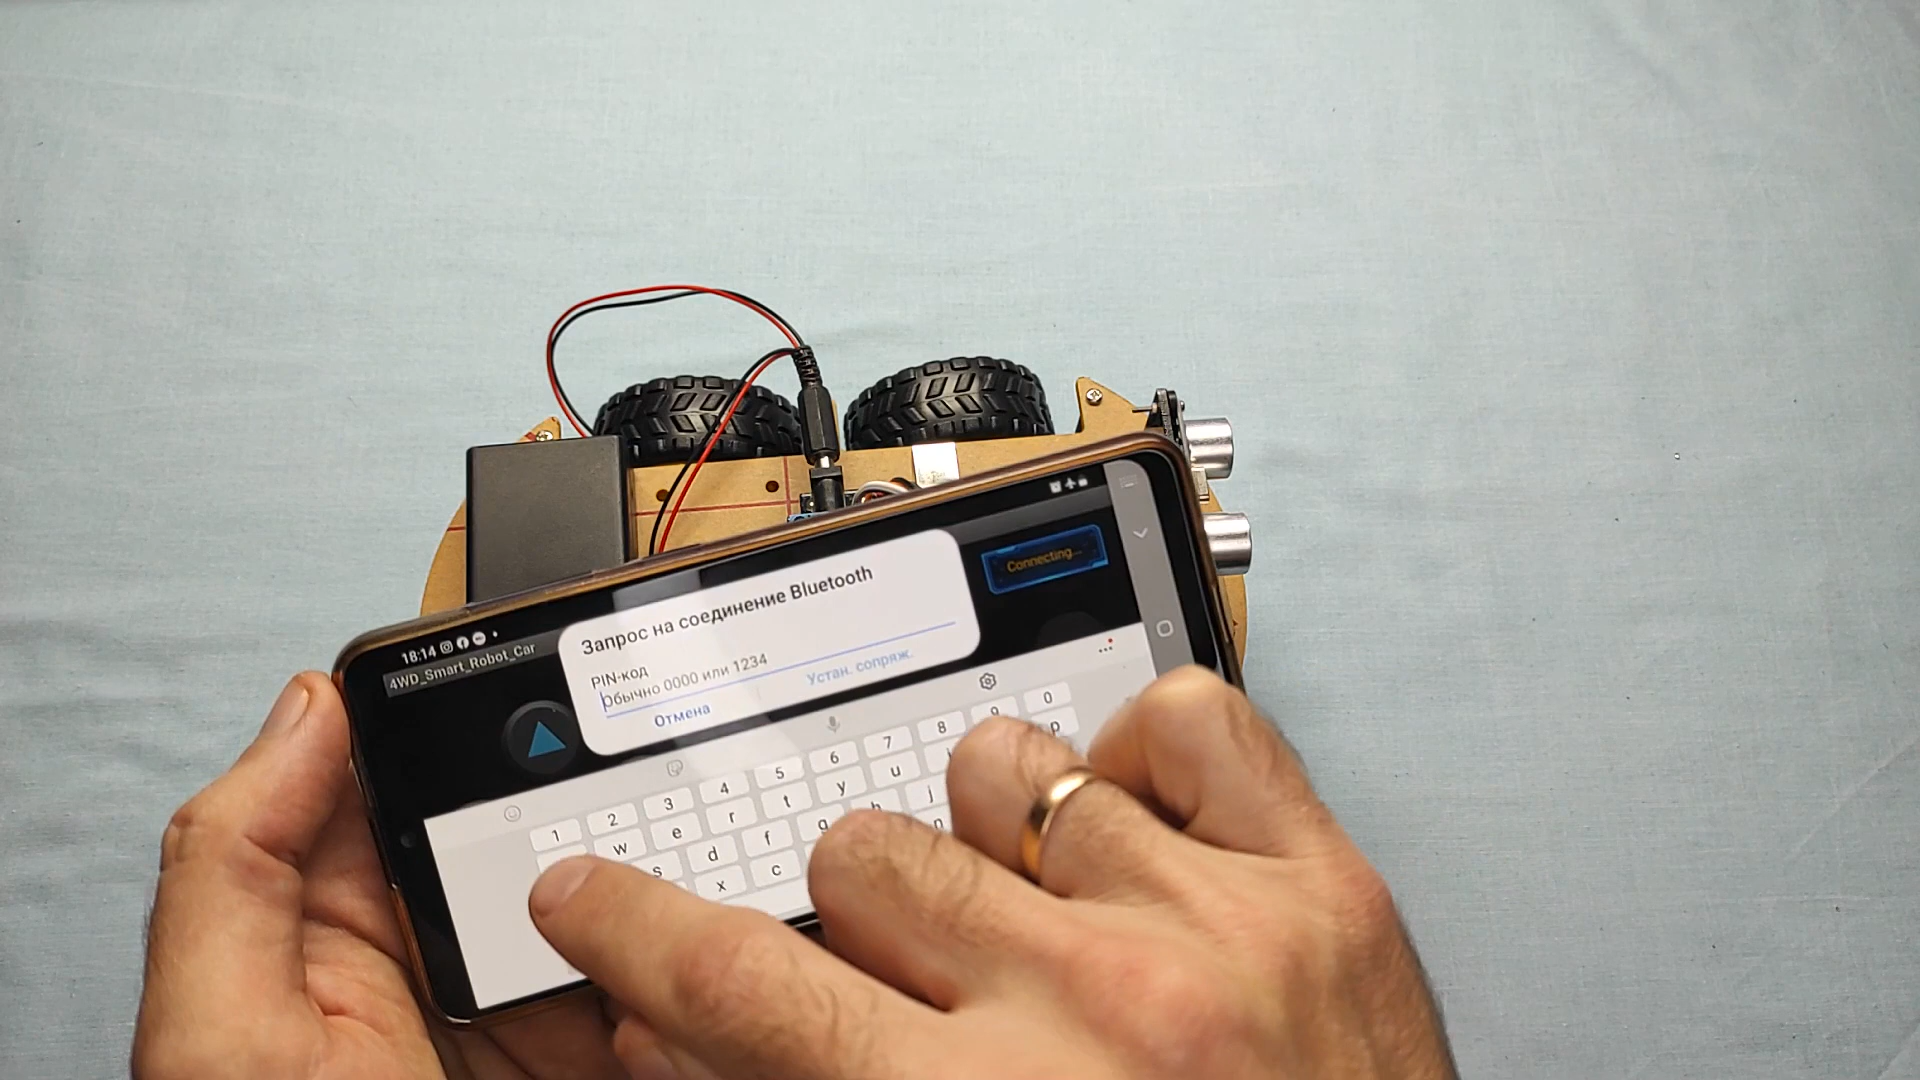 18:14
4WD_Smart_Robot_Car
Connecting...
Запрос на соединение Bluetooth
PIN-код
Обычно 0000 или 1234
Отмена
Устан. сопряж.
1 2 3 4 5 6 7 8 9 0
w e r t y u i p
s d f g h j
x c n